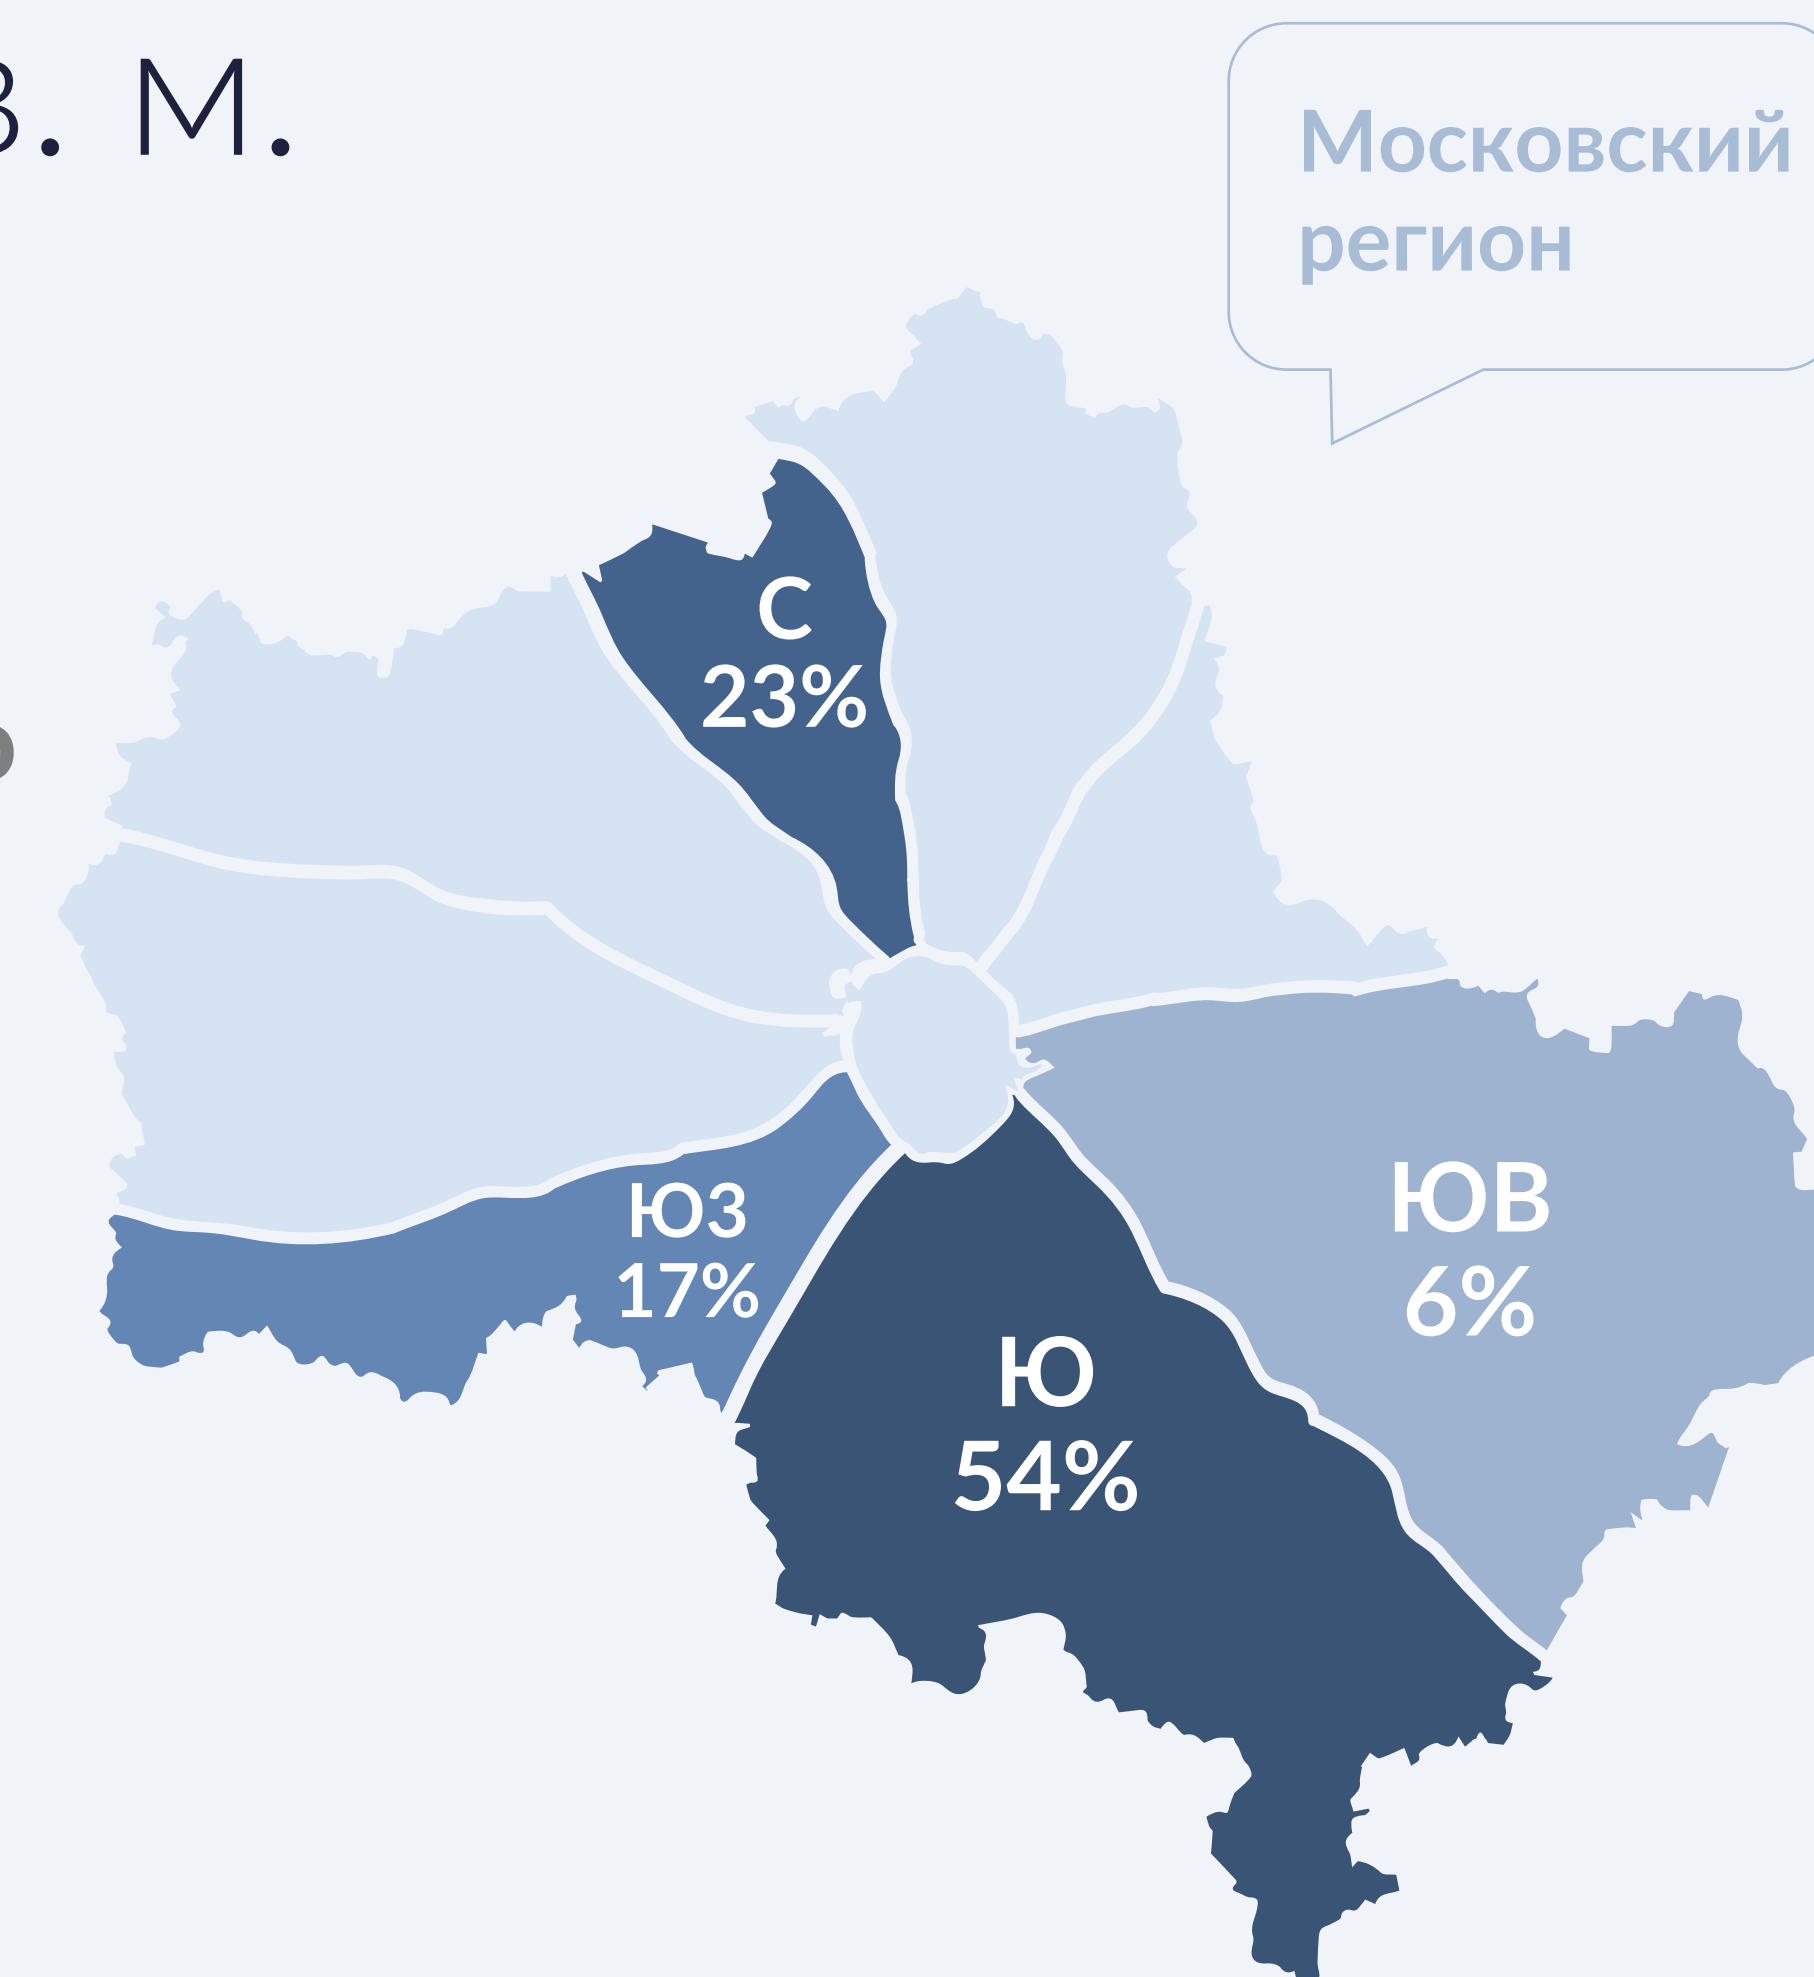 В. М.
Московский
регион
С
23%
ЮЗ
17%
ЮВ
6%
Ю
54%